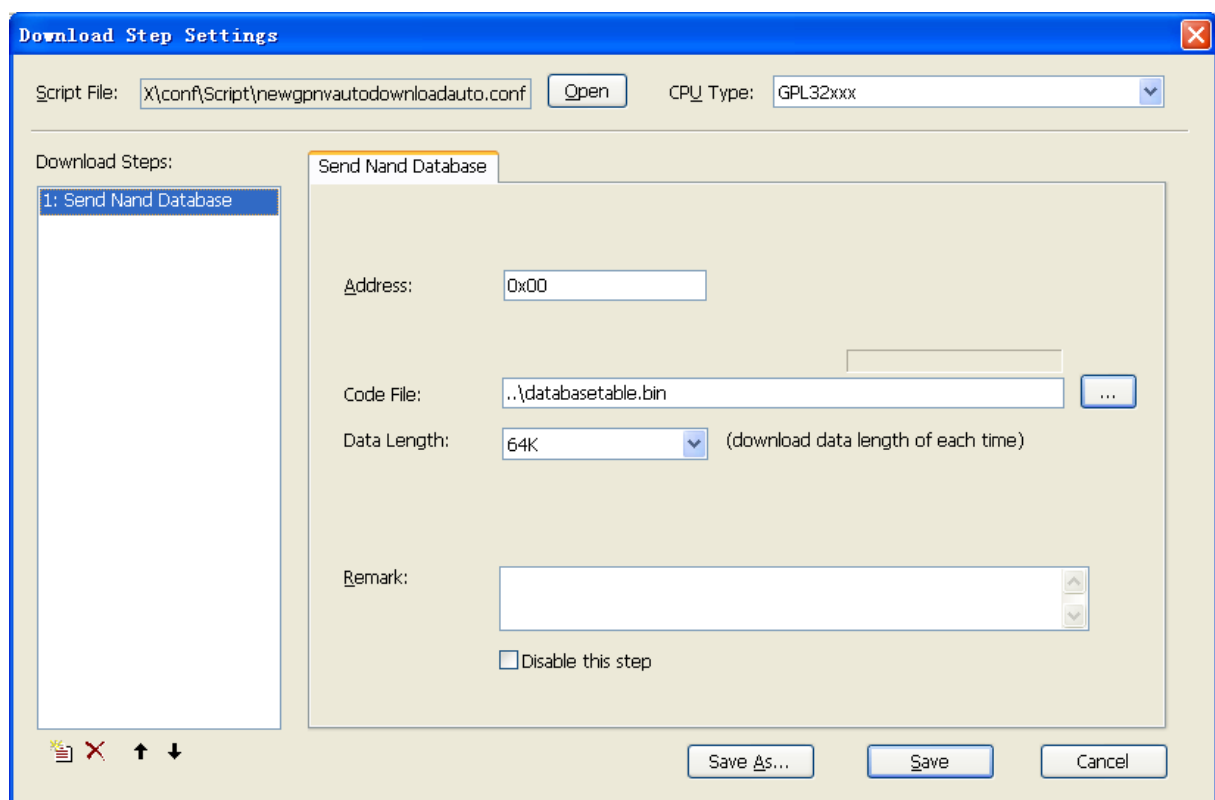 Download Step Settings
Script File: X\conf\Script\newgpnvautodownloadauto.conf Open CPU Type: GPL32xxx
Download Steps:
1: Send Nand Database
Send Nand Database
Address: 0x00
Code File: ..\databasetable.bin ...
Data Length: 64K (download data length of each time)
Remark:
Disable this step
Save As... Save Cancel